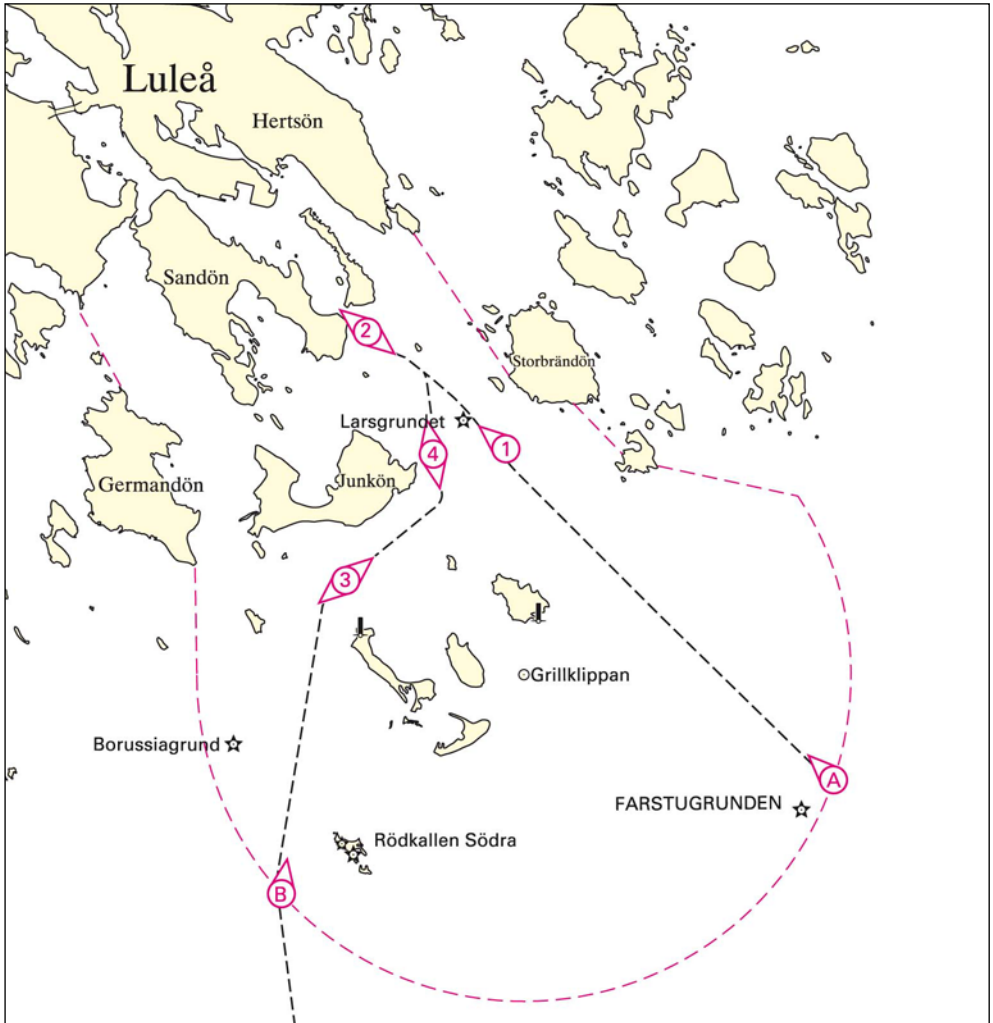 Luleå
Hertsön
Sandön
2
Storbrändön
Larsgrundet
1
4
Germandön
Junkön
3
Grillklippan
Borussiagrund
A
FARSTUGRUNDEN
Rödkallen Södra
B